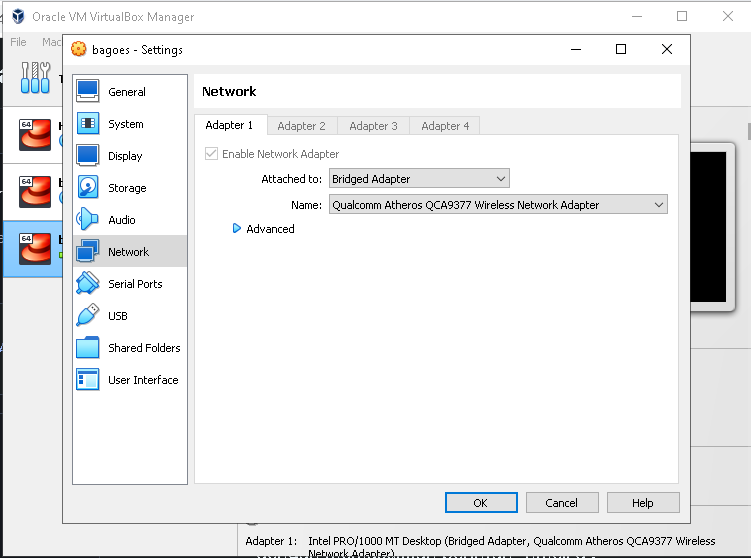 Oracle VM VirtualBox Manager
File
bagoes - Settings
General
System
Display
Storage
Audio
Network
Serial Ports
USB
Shared Folders
User Interface
Network
Adapter 1 Adapter 2 Adapter 3 Adapter 4
Enable Network Adapter
Attached to: Bridged Adapter
Name: Qualcomm Atheros QCA9377 Wireless Network Adapter
Advanced
OK Cancel Help
64
64
64
Adapter 1: Intel PRO/1000 MT Desktop (Bridged Adapter, Qualcomm Atheros QCA9377 Wireless
Network Adapter)